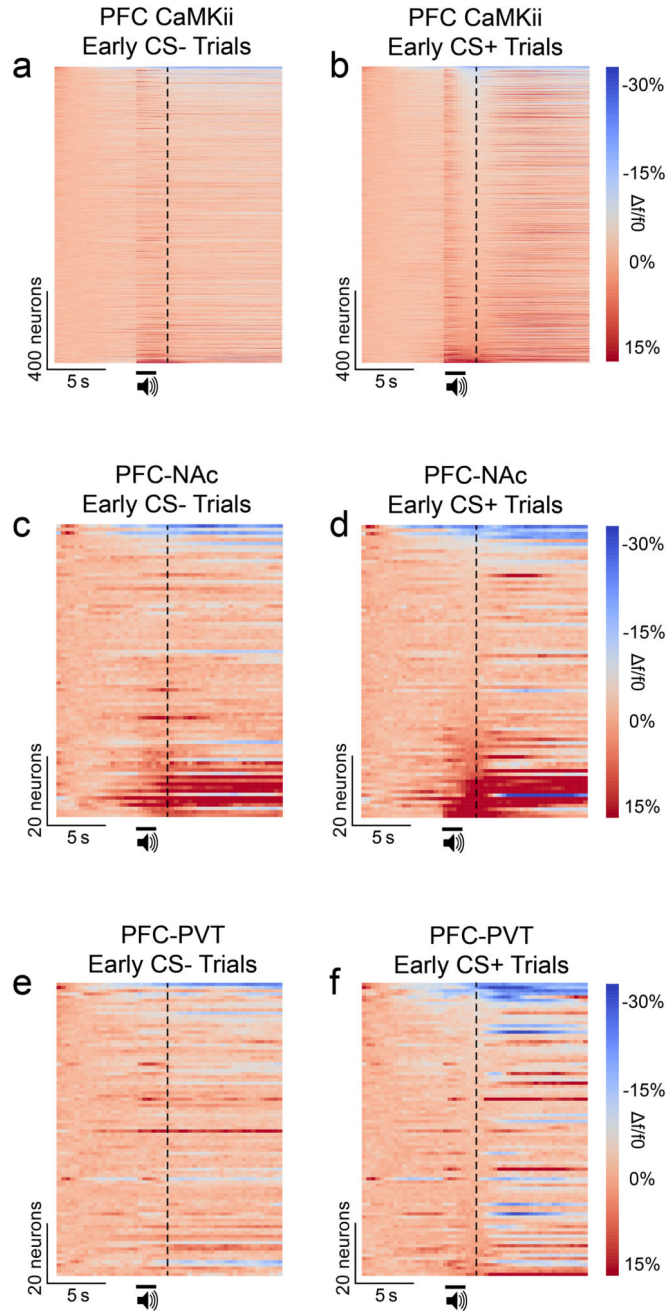 PFC CaMKii
Early CS- Trials
PFC CaMKii
Early CS+ Trials
a
b
-30%
-15%
Δf/f0
0%
15%
400 neurons
5 s
400 neurons
5 s
PFC-NAc
Early CS- Trials
PFC-NAc
Early CS+ Trials
c
d
-30%
-15%
Δf/f0
0%
15%
20 neurons
5 s
20 neurons
5 s
PFC-PVT
Early CS- Trials
PFC-PVT
Early CS+ Trials
e
f
-30%
-15%
Δf/f0
0%
15%
20 neurons
5 s
20 neurons
5 s